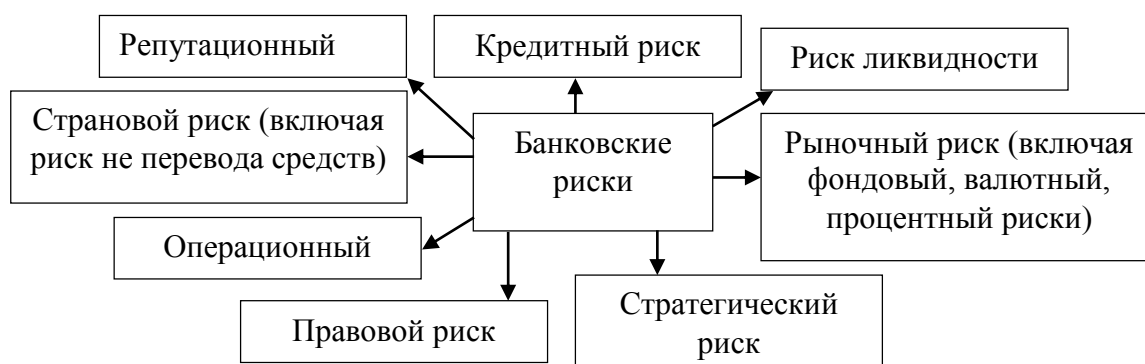 Репутационный
Кредитный риск
Риск ликвидности
Страновой риск (включая
риск не перевода средств)
Банковские
риски
Рыночный риск (включая
фондовый, валютный,
процентный риски)
Операционный
Правовой риск
Стратегический
риск